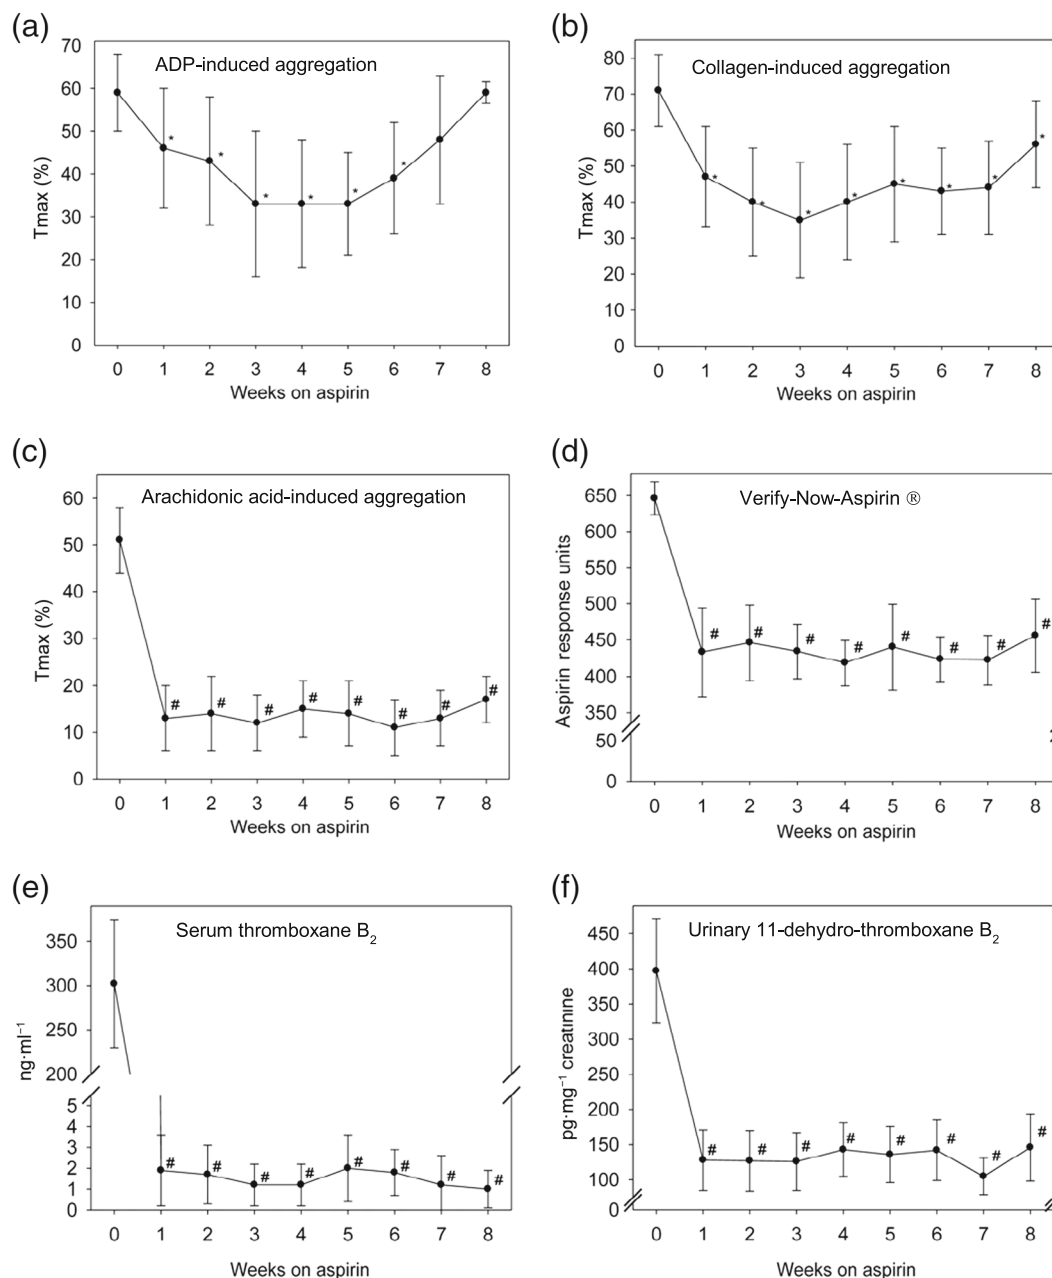 (a)
ADP-induced aggregation
Tmax (%)
70
60
50
40
30
20
10
0
* * * * * *
0 1 2 3 4 5 6 7 8
Weeks on aspirin
(b)
Collagen-induced aggregation
Tmax (%)
80
70
60
50
40
30
20
10
0
* * * * * * * *
0 1 2 3 4 5 6 7 8
Weeks on aspirin
(c)
Arachidonic acid-induced aggregation
Tmax (%)
60
50
40
30
20
10
0
# # # # # # # #
0 1 2 3 4 5 6 7 8
Weeks on aspirin
(d)
Verify-Now-Aspirin ®
Aspirin response units
650
600
550
500
450
400
350
50
0
# # # # # # # #
0 1 2 3 4 5 6 7 8
Weeks on aspirin
(e)
Serum thromboxane B₂
ng·ml⁻¹
350
300
250
200
5
4
3
2
1
0
# # # # # # # #
0 1 2 3 4 5 6 7 8
Weeks on aspirin
(f)
Urinary 11-dehydro-thromboxane B₂
pg·mg⁻¹ creatinine
450
400
350
300
250
200
150
100
0
# # # # # # # #
0 1 2 3 4 5 6 7 8
Weeks on aspirin